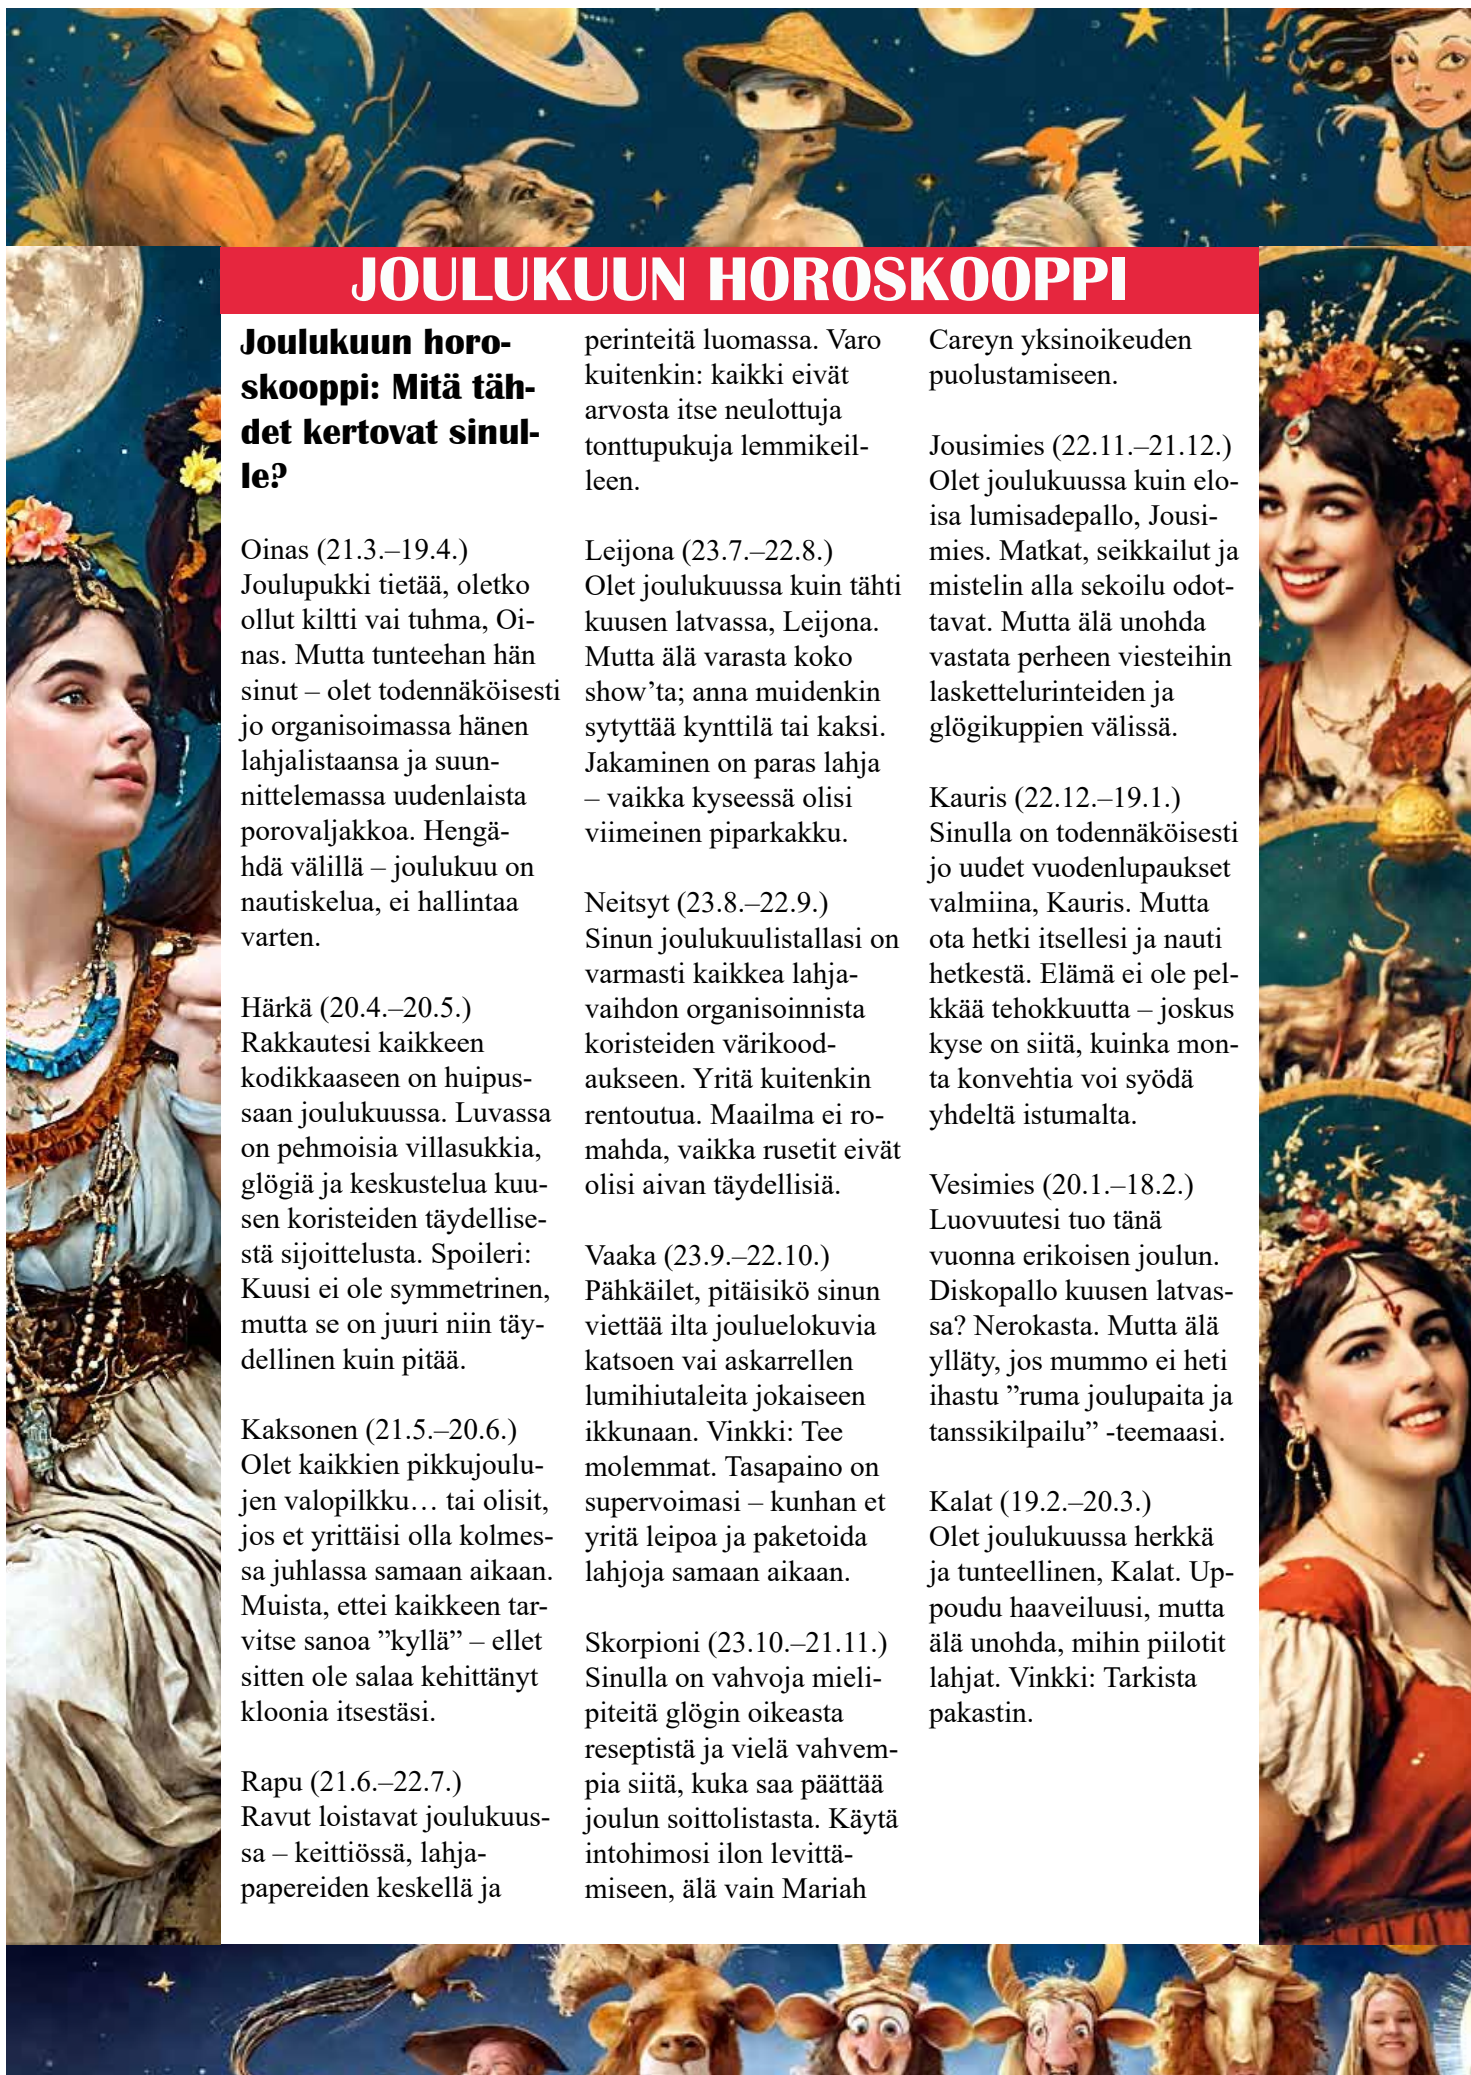 JOULUKUUN HOROSKOOPPI
Joulukuun horo-
skooppi: Mitä täh-
det kertovat sinul-
le?
Oinas (21.3.–19.4.)
Joulupukki tietää, oletko
ollut kiltti vai tuhma, Oi-
nas. Mutta tunteehan hän
sinut – olet todennäköisesti
jo organisoimassa hänen
lahjalistaansa ja suun-
nittelemassa uudenlaista
porovaljakkoa. Hengä-
hdä välillä – joulukuu on
nautiskelua, ei hallintaa
varten.
Härkä (20.4.–20.5.)
Rakkautesi kaikkeen
kodikkaaseen on huipus-
saan joulukuussa. Luvassa
on pehmoisia villasukkia,
glögiä ja keskustelua kuu-
sen koristeiden täydellise-
stä sijoittelusta. Spoileri:
Kuusi ei ole symmetrinen,
mutta se on juuri niin täy-
dellinen kuin pitää.
Kaksonen (21.5.–20.6.)
Olet kaikkien pikkujoulu-
jen valopilkku… tai olisit,
jos et yrittäisi olla kolmes-
sa juhlassa samaan aikaan.
Muista, ettei kaikkeen tar-
vitse sanoa ”kyllä” – ellet
sitten ole salaa kehittänyt
kloonia itsestäsi.
Rapu (21.6.–22.7.)
Ravut loistavat joulukuus-
sa – keittiössä, lahja-
papereiden keskellä ja
perinteitä luomassa. Varo
kuitenkin: kaikki eivät
arvosta itse neulottuja
tonttupukuja lemmikeil-
leen.
Leijona (23.7.–22.8.)
Olet joulukuussa kuin tähti
kuusen latvassa, Leijona.
Mutta älä varasta koko
show’ta; anna muidenkin
sytyttää kynttilä tai kaksi.
Jakaminen on paras lahja
– vaikka kyseessä olisi
viimeinen piparkakku.
Neitsyt (23.8.–22.9.)
Sinun joulukuulistallasi on
varmasti kaikkea lahja-
vaihdon organisoinnista
koristeiden värikood-
aukseen. Yritä kuitenkin
rentoutua. Maailma ei ro-
mahda, vaikka rusetit eivät
olisi aivan täydellisiä.
Vaaka (23.9.–22.10.)
Pähkäilet, pitäisikö sinun
viettää ilta jouluelokuvia
katsoen vai askarrellen
lumihiutaleita jokaiseen
ikkunaan. Vinkki: Tee
molemmat. Tasapaino on
supervoimasi – kunhan et
yritä leipoa ja paketoida
lahjoja samaan aikaan.
Skorpioni (23.10.–21.11.)
Sinulla on vahvoja mieli-
piteitä glögin oikeasta
reseptistä ja vielä vahvem-
pia siitä, kuka saa päättää
joulun soittolistasta. Käytä
intohimosi ilon levittä-
miseen, älä vain Mariah
Careyn yksinoikeuden
puolustamiseen.
Jousimies (22.11.–21.12.)
Olet joulukuussa kuin elo-
isa lumisadepallo, Jousi-
mies. Matkat, seikkailut ja
mistelin alla sekoilu odot-
tavat. Mutta älä unohda
vastata perheen viesteihin
laskettelurinteiden ja
glögikuppien välissä.
Kauris (22.12.–19.1.)
Sinulla on todennäköisesti
jo uudet vuodenlupaukset
valmiina, Kauris. Mutta
ota hetki itsellesi ja nauti
hetkestä. Elämä ei ole pel-
kkää tehokkuutta – joskus
kyse on siitä, kuinka mon-
ta konvehtia voi syödä
yhdeltä istumalta.
Vesimies (20.1.–18.2.)
Luovuutesi tuo tänä
vuonna erikoisen joulun.
Diskopallo kuusen latvas-
sa? Nerokasta. Mutta älä
ylläty, jos mummo ei heti
ihastu ”ruma joulupaita ja
tanssikilpailu” -teemaasi.
Kalat (19.2.–20.3.)
Olet joulukuussa herkkä
ja tunteellinen, Kalat. Up-
poudu haaveiluusi, mutta
älä unohda, mihin piilotit
lahjat. Vinkki: Tarkista
pakastin.